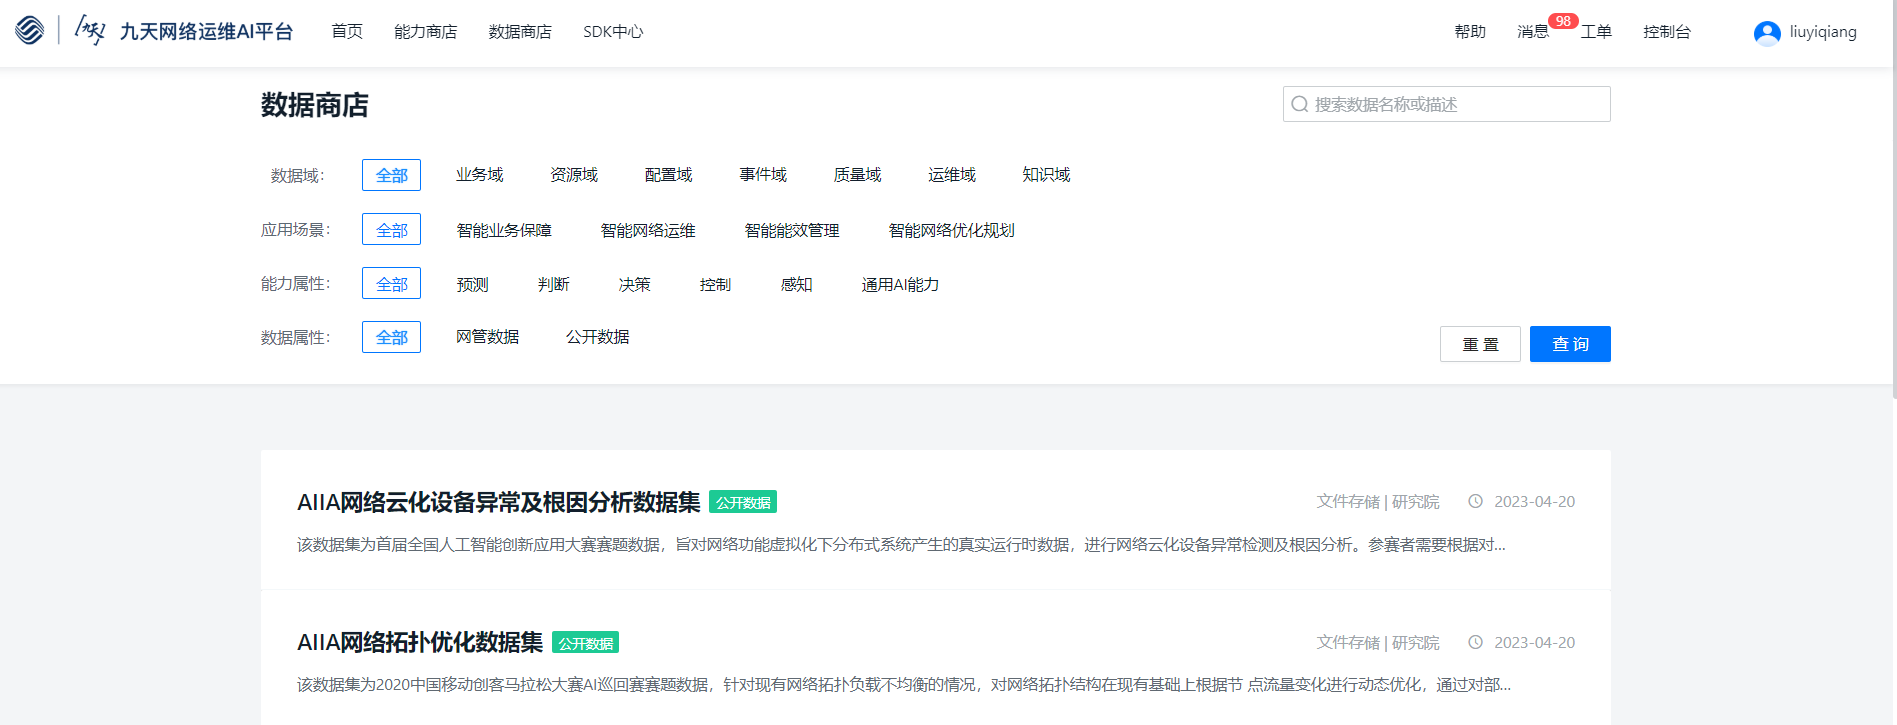 九天 九天网络运维AI平台 首页 能力商店 数据商店 SDK中心 帮助 消息 98 工单 控制台 liuyiqiang
数据商店 搜索数据名称或描述
数据域： 全部 业务域 资源域 配置域 事件域 质量域 运维域 知识域
应用场景： 全部 智能业务保障 智能网络运维 智能能效管理 智能网络优化规划
能力属性： 全部 预测 判断 决策 控制 感知 通用AI能力
数据属性： 全部 网管数据 公开数据
重置 查询
AIIA网络云化设备异常及根因分析数据集 公开数据 文件存储 | 研究院 2023-04-20
该数据集为首届全国人工智能创新应用大赛赛题数据，旨对网络功能虚拟化下分布式系统产生的真实运行时数据，进行网络云化设备异常检测及根因分析。参赛者需要根据对...
AIIA网络拓扑优化数据集 公开数据 文件存储 | 研究院 2023-04-20
该数据集为2020中国移动创客马拉松大赛AI巡回赛赛题数据，针对现有网络拓扑负载不均衡的情况，对网络拓扑结构在现有基础上根据节 点流量变化进行动态优化，通过对部...